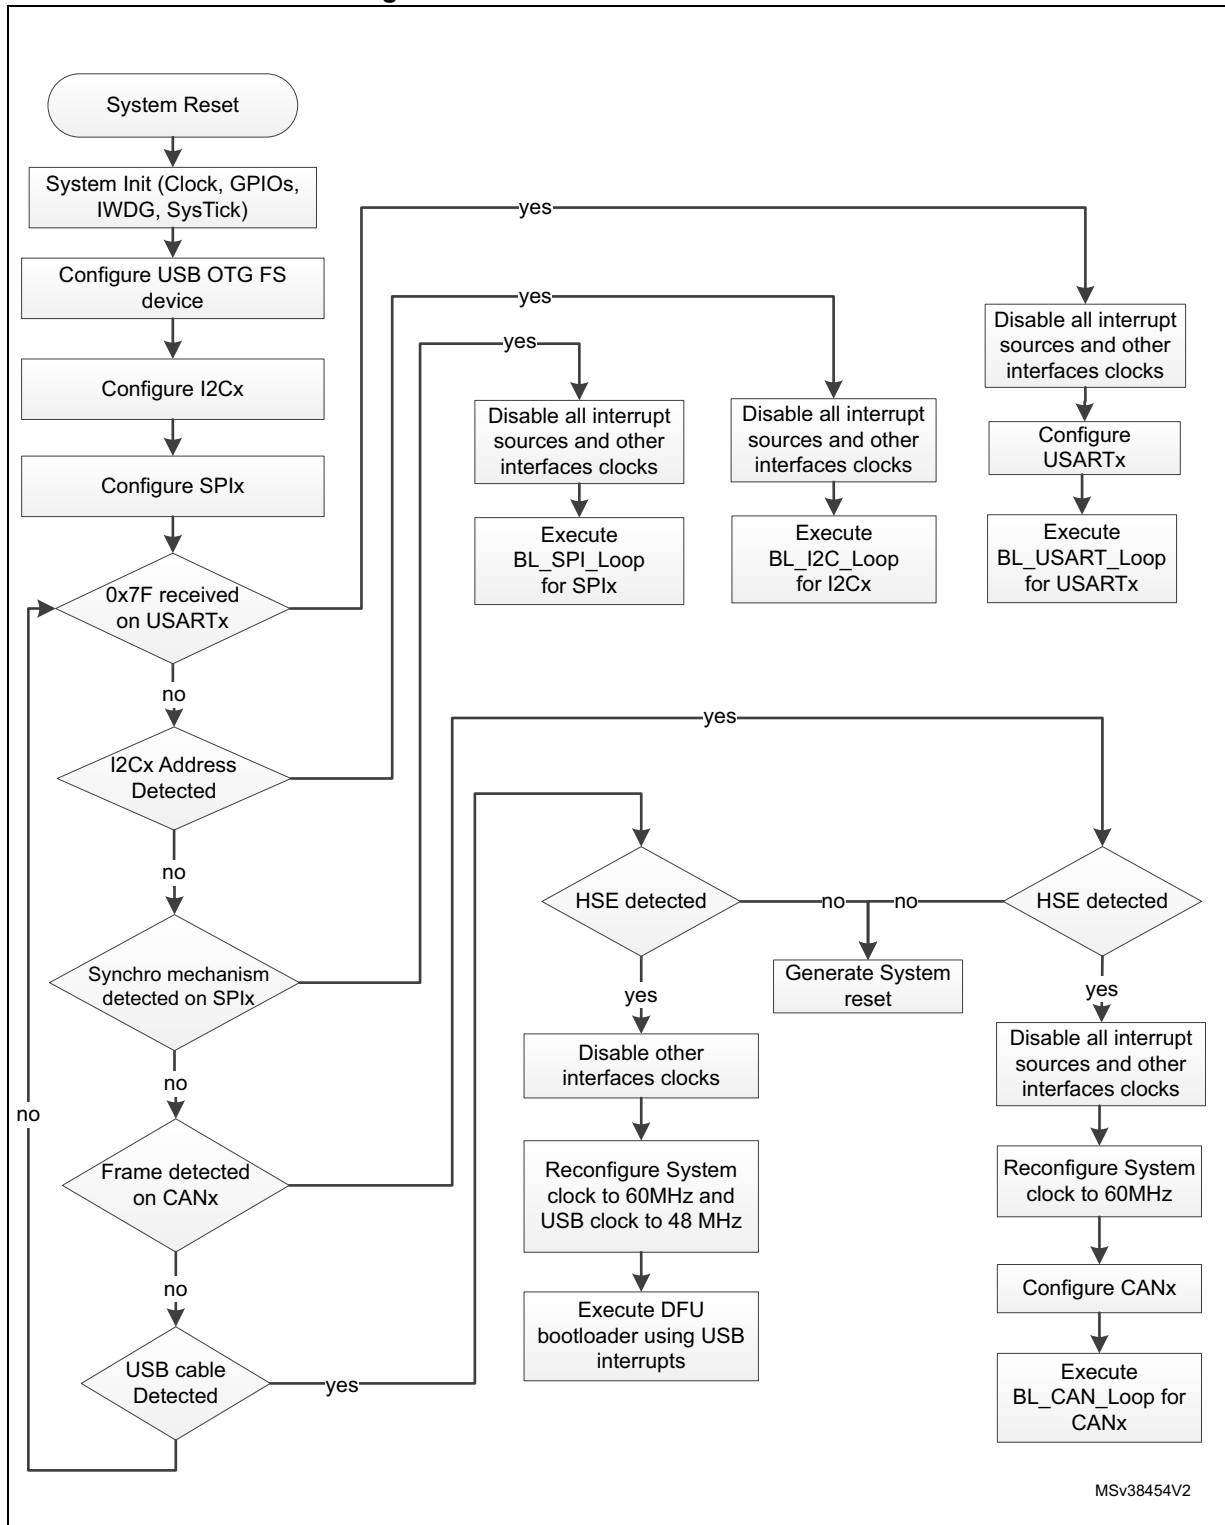 System Reset
System Init (Clock, GPIOs,
IWDG, SysTick)
Configure USB OTG FS
device
Configure I2Cx
Configure SPIx
0x7F received
on USARTx
no
I2Cx Address
Detected
no
Synchro mechanism
detected on SPIx
no
Frame detected
on CANx
no
USB cable
Detected
no
yes
yes
yes
Disable all interrupt
sources and other
interfaces clocks
Execute
BL_SPI_Loop
for SPIx
Disable all interrupt
sources and other
interfaces clocks
Execute
BL_I2C_Loop
for I2Cx
Disable all interrupt
sources and other
interfaces clocks
Configure
USARTx
Execute
BL_USART_Loop
for USARTx
yes
yes
HSE detected
no
no
HSE detected
Generate System
reset
yes
Disable other
interfaces clocks
Reconfigure System
clock to 60MHz and
USB clock to 48 MHz
Execute DFU
bootloader using USB
interrupts
yes
Disable all interrupt
sources and other
interfaces clocks
Reconfigure System
clock to 60MHz
Configure CANx
Execute
BL_CAN_Loop for
CANx
MSv38454V2